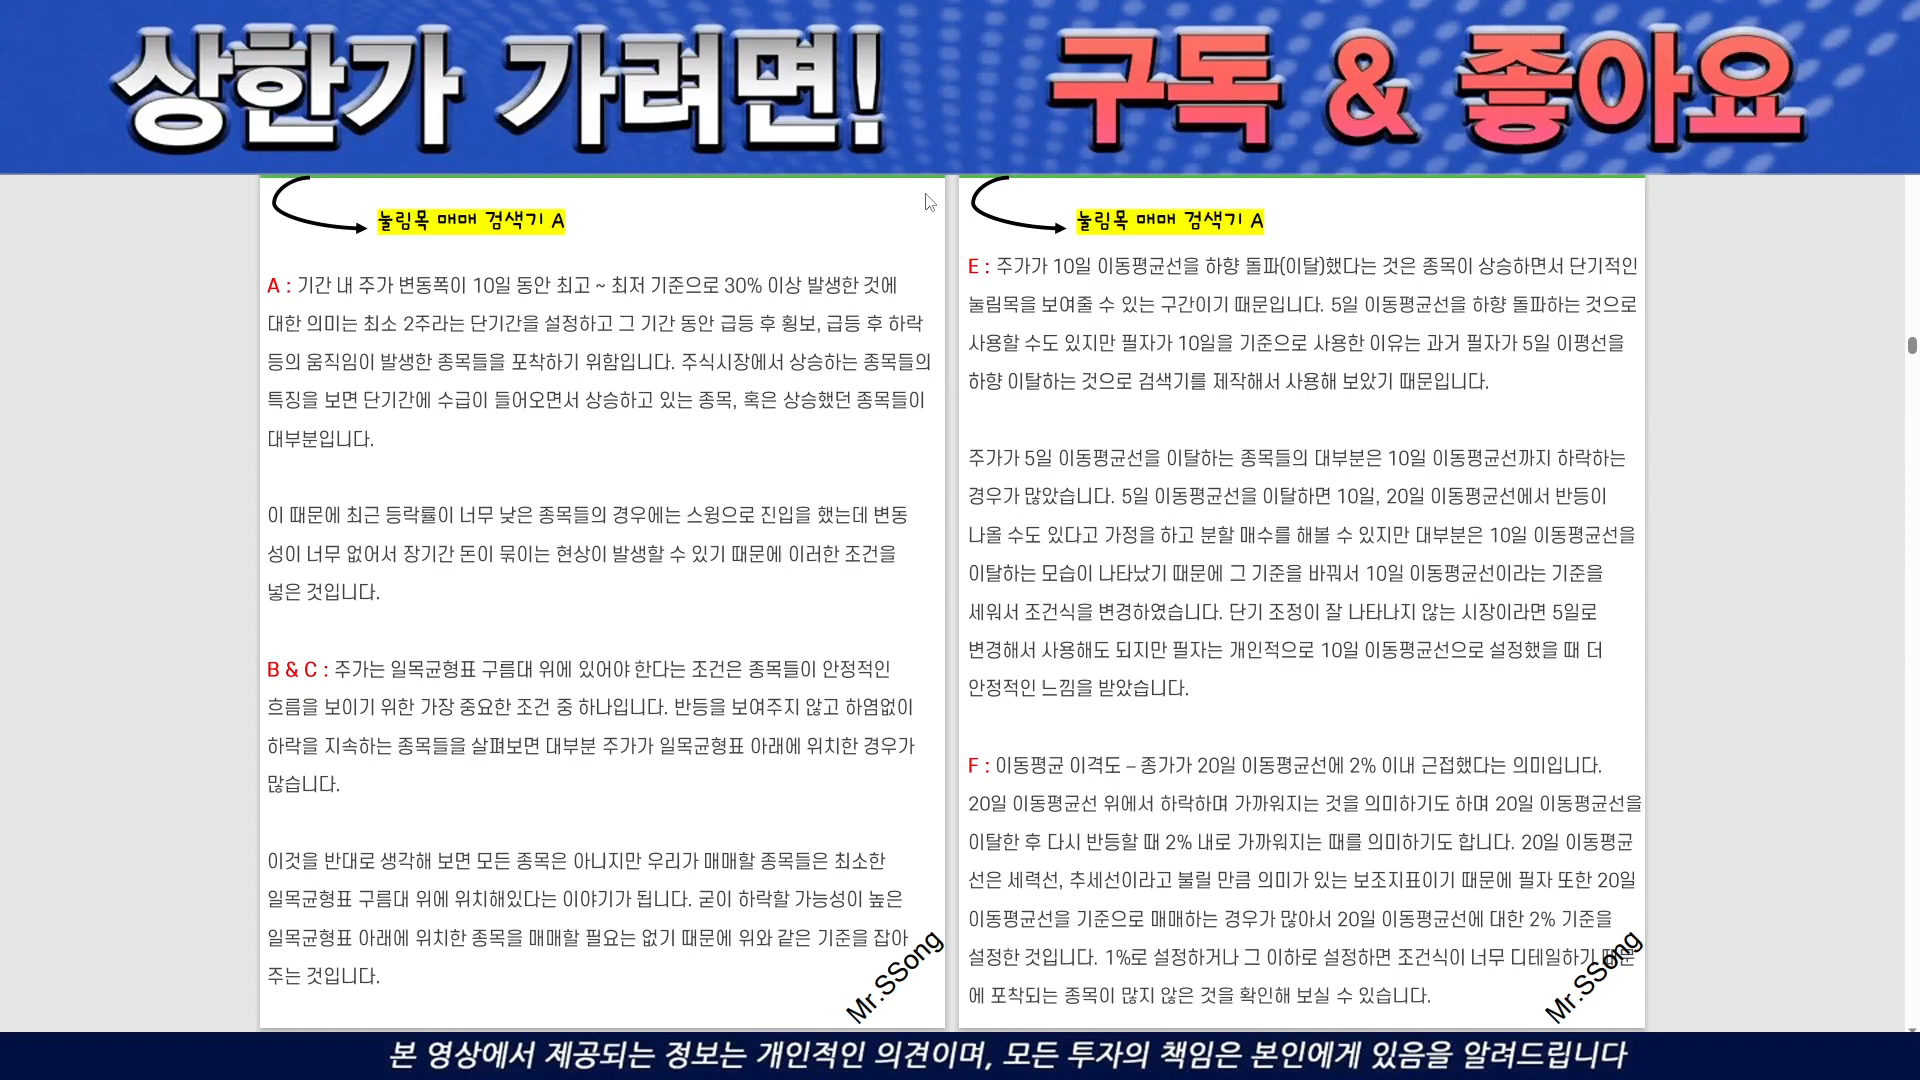 상한가 가려면! 구독 & 좋아요
눌림목 매매 검색기 A
A : 기간 내 주가 변동폭이 10일 동안 최고 ~ 최저 기준으로 30% 이상 발생한 것에
대한 의미는 최소 2주라는 단기간을 설정하고 그 기간 동안 급등 후 횡보, 급등 후 하락
등의 움직임이 발생한 종목들을 포착하기 위함입니다. 주식시장에서 상승하는 종목들의
특징을 보면 단기간에 수급이 들어오면서 상승하고 있는 종목, 혹은 상승했던 종목들이
대부분입니다.
이 때문에 최근 등락률이 너무 낮은 종목들의 경우에는 스윙으로 진입을 했는데 변동
성이 너무 없어서 장기간 돈이 묶이는 현상이 발생할 수 있기 때문에 이러한 조건을
넣은 것입니다.
B & C : 주가는 일목균형표 구름대 위에 있어야 한다는 조건은 종목들이 안정적인
흐름을 보이기 위한 가장 중요한 조건 중 하나입니다. 반등을 보여주지 않고 하염없이
하락을 지속하는 종목들을 살펴보면 대부분 주가가 일목균형표 아래에 위치한 경우가
많습니다.
이것을 반대로 생각해 보면 모든 종목은 아니지만 우리가 매매할 종목들은 최소한
일목균형표 구름대 위에 위치해있다는 이야기가 됩니다. 굳이 하락할 가능성이 높은
일목균형표 아래에 위치한 종목을 매매할 필요는 없기 때문에 위와 같은 기준을 잡아
주는 것입니다.
Mr.SSong
눌림목 매매 검색기 A
E : 주가가 10일 이동평균선을 하향 돌파(이탈)했다는 것은 종목이 상승하면서 단기적인
눌림목을 보여줄 수 있는 구간이기 때문입니다. 5일 이동평균선을 하향 돌파하는 것으로
사용할 수도 있지만 필자가 10일을 기준으로 사용한 이유는 과거 필자가 5일 이평선을
하향 이탈하는 것으로 검색기를 제작해서 사용해 보았기 때문입니다.
주가가 5일 이동평균선을 이탈하는 종목들의 대부분은 10일 이동평균선까지 하락하는
경우가 많았습니다. 5일 이동평균선을 이탈하면 10일, 20일 이동평균선에서 반등이
나올 수도 있다고 가정을 하고 분할 매수를 해볼 수 있지만 대부분은 10일 이동평균선을
이탈하는 모습이 나타났기 때문에 그 기준을 바꿔서 10일 이동평균선이라는 기준을
세워서 조건식을 변경하였습니다. 단기 조정이 잘 나타나지 않는 시장이라면 5일로
변경해서 사용해도 되지만 필자는 개인적으로 10일 이동평균선으로 설정했을 때 더
안정적인 느낌을 받았습니다.
F : 이동평균 이격도 – 종가가 20일 이동평균선에 2% 이내 근접했다는 의미입니다.
20일 이동평균선 위에서 하락하며 가까워지는 것을 의미하기도 하며 20일 이동평균선을
이탈한 후 다시 반등할 때 2% 내로 가까워지는 때를 의미하기도 합니다. 20일 이동평균
선은 세력선, 추세선이라고 불릴 만큼 의미가 있는 보조지표이기 때문에 필자 또한 20일
이동평균선을 기준으로 매매하는 경우가 많아서 20일 이동평균선에 대한 2% 기준을
설정한 것입니다. 1%로 설정하거나 그 이하로 설정하면 조건식이 너무 디테일하기 때문
에 포착되는 종목이 많지 않은 것을 확인해 보실 수 있습니다.
Mr.SSong
본 영상에서 제공되는 정보는 개인적인 의견이며, 모든 투자의 책임은 본인에게 있음을 알려드립니다